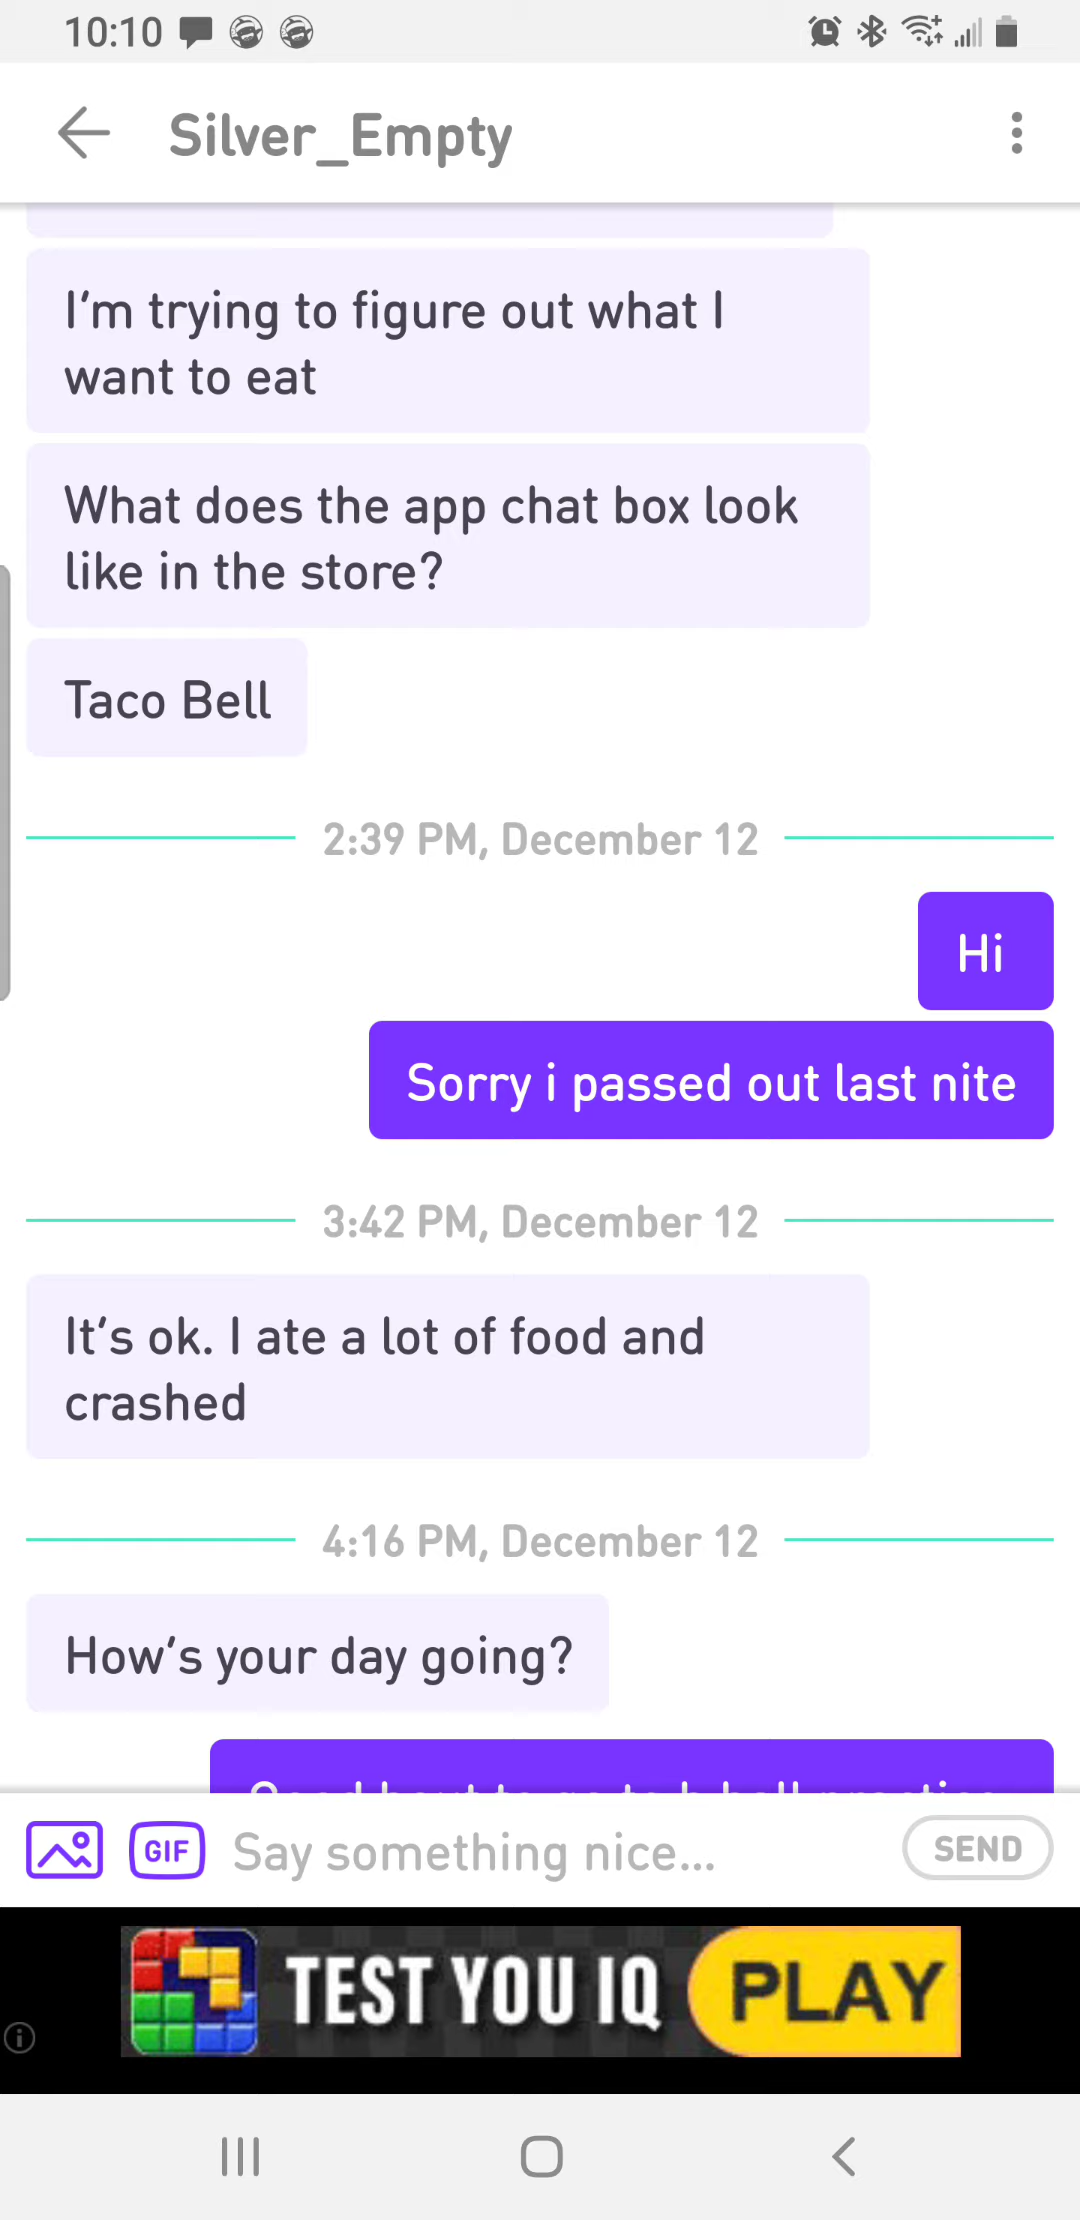 10:10
Silver_Empty
I'm trying to figure out what I
want to eat
What does the app chat box look
like in the store?
Taco Bell
2:39 PM, December 12
Hi
Sorry i passed out last nite
3:42 PM, December 12
It's ok. I ate a lot of food and
crashed
4:16 PM, December 12
How's your day going?
GIF
Say something nice...
SEND
TEST YOU IQ
PLAY